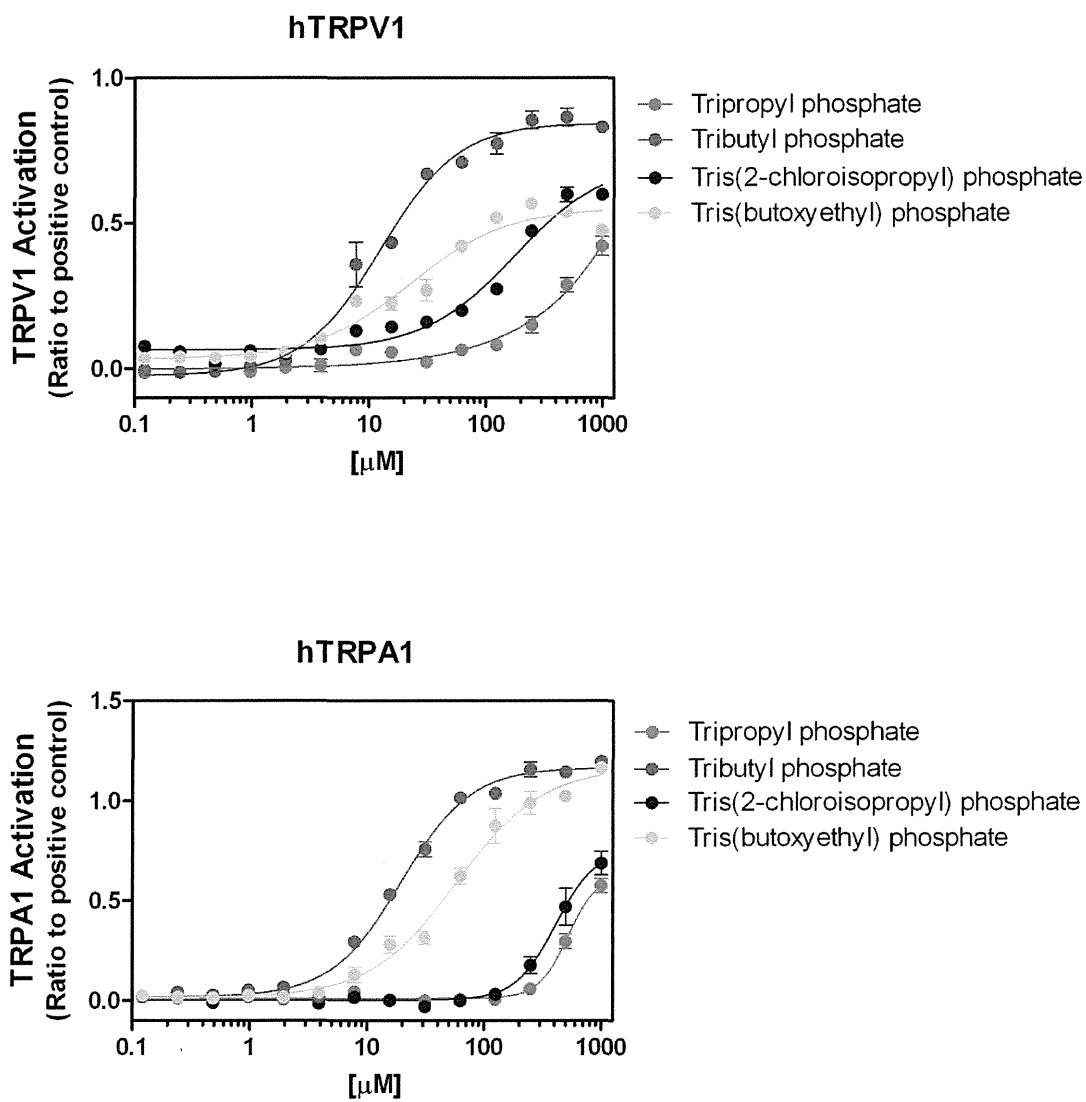 hTRPV1
TRPV1 Activation
(Ratio to positive control)
1.0
0.5
0.0
0.1
1
10
100
1000
[μM]
Tripropyl phosphate
Tributyl phosphate
Tris(2-chloroisopropyl) phosphate
Tris(butoxyethyl) phosphate
hTRPA1
TRPA1 Activation
(Ratio to positive control)
1.5
1.0
0.5
0.0
0.1
1
10
100
1000
[μM]
Tripropyl phosphate
Tributyl phosphate
Tris(2-chloroisopropyl) phosphate
Tris(butoxyethyl) phosphate